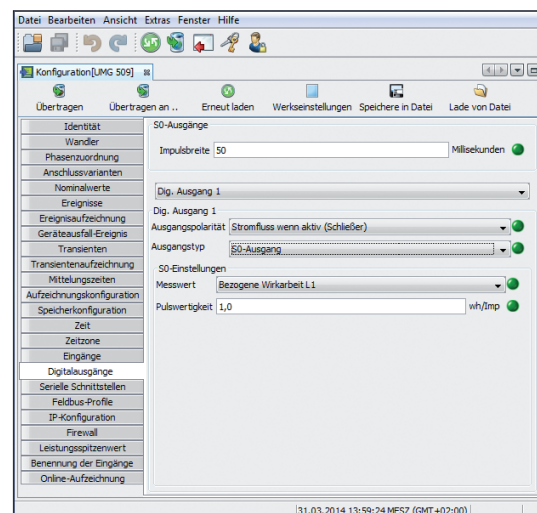 Datei Bearbeiten Ansicht Extras Fenster Hilfe
Konfiguration[UMG 509]
Übertragen Übertragen an .. Erneut laden Werkseinstellungen Speichere in Datei Lade von Datei
Identität
Wandler
Phasenzuordnung
Anschlussvarianten
Nominalwerte
Ereignisse
Ereignisaufzeichnung
Geräteausfall-Ereignis
Transienten
Transientenaufzeichnung
Mittelungszeiten
Aufzeichnungskonfiguration
Speicherkonfiguration
Zeit
Zeitzone
Eingänge
Digitalausgänge
Serielle Schnittstellen
Feldbus-Profile
IP-Konfiguration
Firewall
Leistungsspitzenwert
Benennung der Eingänge
Online-Aufzeichnung
S0-Ausgänge
Impulsbreite 50 Millisekunden
Dig. Ausgang 1
Dig. Ausgang 1
Ausgangspolarität Stromfluss wenn aktiv (Schließer)
Ausgangstyp S0-Ausgang
S0-Einstellungen
Messwert Bezogene Wirkarbeit L1
Pulswertigkeit 1,0 wh/Imp
31.03.2014 13:59:24 MESZ (GMT+02:00)